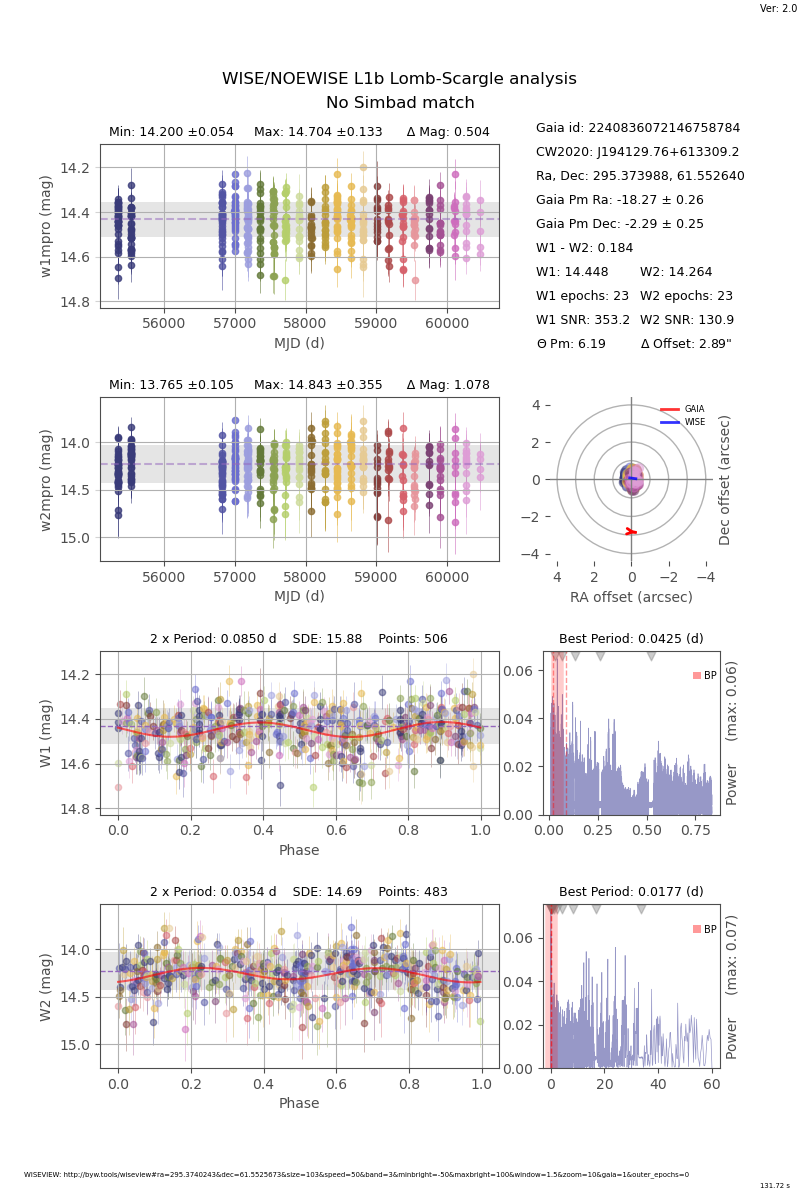 Ver: 2.0
WISE/NOEWISE L1b Lomb-Scargle analysis
No Simbad match
Min: 14.200 ±0.054 Max: 14.704 ±0.133 Δ Mag: 0.504
14.2
14.4
14.6
14.8
w1mpro (mag)
56000 57000 58000 59000 60000
MJD (d)
Gaia id: 2240836072146758784
CW2020: J194129.76+613309.2
Ra, Dec: 295.373988, 61.552640
Gaia Pm Ra: -18.27 ± 0.26
Gaia Pm Dec: -2.29 ± 0.25
W1 - W2: 0.184
W1: 14.448 W2: 14.264
W1 epochs: 23 W2 epochs: 23
W1 SNR: 353.2 W2 SNR: 130.9
Θ Pm: 6.19 Δ Offset: 2.89"
Min: 13.765 ±0.105 Max: 14.843 ±0.355 Δ Mag: 1.078
14.0
14.5
15.0
w2mpro (mag)
56000 57000 58000 59000 60000
MJD (d)
GAIA
WISE
4
2
0
−2
−4
4 2 0 −2 −4
RA offset (arcsec)
Dec offset (arcsec)
2 x Period: 0.0850 d SDE: 15.88 Points: 506
14.2
14.4
14.6
14.8
W1 (mag)
0.0 0.2 0.4 0.6 0.8 1.0
Phase
Best Period: 0.0425 (d)
BP
0.06
0.04
0.02
0.00
0.00 0.25 0.50 0.75
Power (max: 0.06)
2 x Period: 0.0354 d SDE: 14.69 Points: 483
14.0
14.5
15.0
W2 (mag)
0.0 0.2 0.4 0.6 0.8 1.0
Phase
Best Period: 0.0177 (d)
BP
0.06
0.04
0.02
0.00
0 20 40 60
Power (max: 0.07)
WISEVIEW: http://byw.tools/wiseview#ra=295.3740243&dec=61.5525673&size=103&speed=50&band=3&minbright=-50&maxbright=100&window=1.5&zoom=10&gaia=1&outer_epochs=0
131.72 s